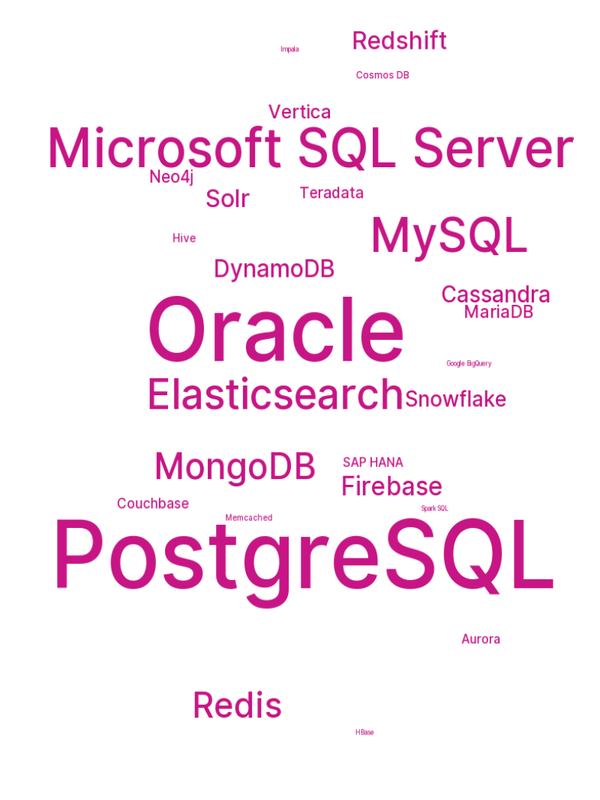 Redshift
Impala
Cosmos DB
Vertica
Microsoft SQL Server
Neo4j
Solr
Teradata
MySQL
Hive
DynamoDB
Cassandra
MariaDB
Oracle
Google BigQuery
Elasticsearch
Snowflake
MongoDB
SAP HANA
Firebase
Couchbase
Spark SQL
Memcached
PostgreSQL
Aurora
Redis
HBase